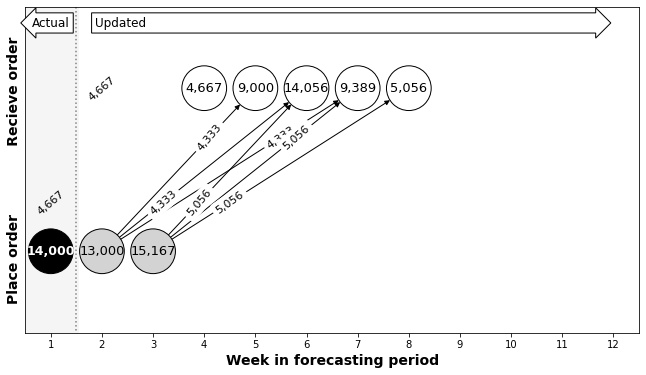 Actual
Updated
Recieve order
4,667
4,667 9,000 14,056 9,389 5,056
4,333
4,333
5,056
4,667
4,333
5,056
5,056
Place order
14,000 13,000 15,167
1 2 3 4 5 6 7 8 9 10 11 12
Week in forecasting period